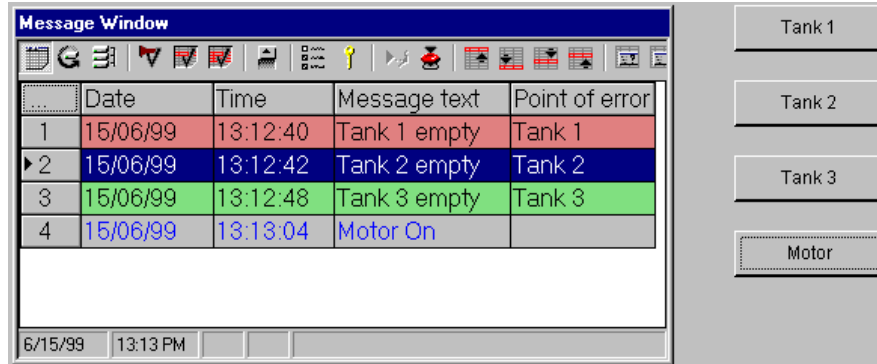 Message Window
... Date Time Message text Point of error
1 15/06/99 13:12:40 Tank 1 empty Tank 1
2 15/06/99 13:12:42 Tank 2 empty Tank 2
3 15/06/99 13:12:48 Tank 3 empty Tank 3
4 15/06/99 13:13:04 Motor On
6/15/99 13:13 PM
Tank 1
Tank 2
Tank 3
Motor